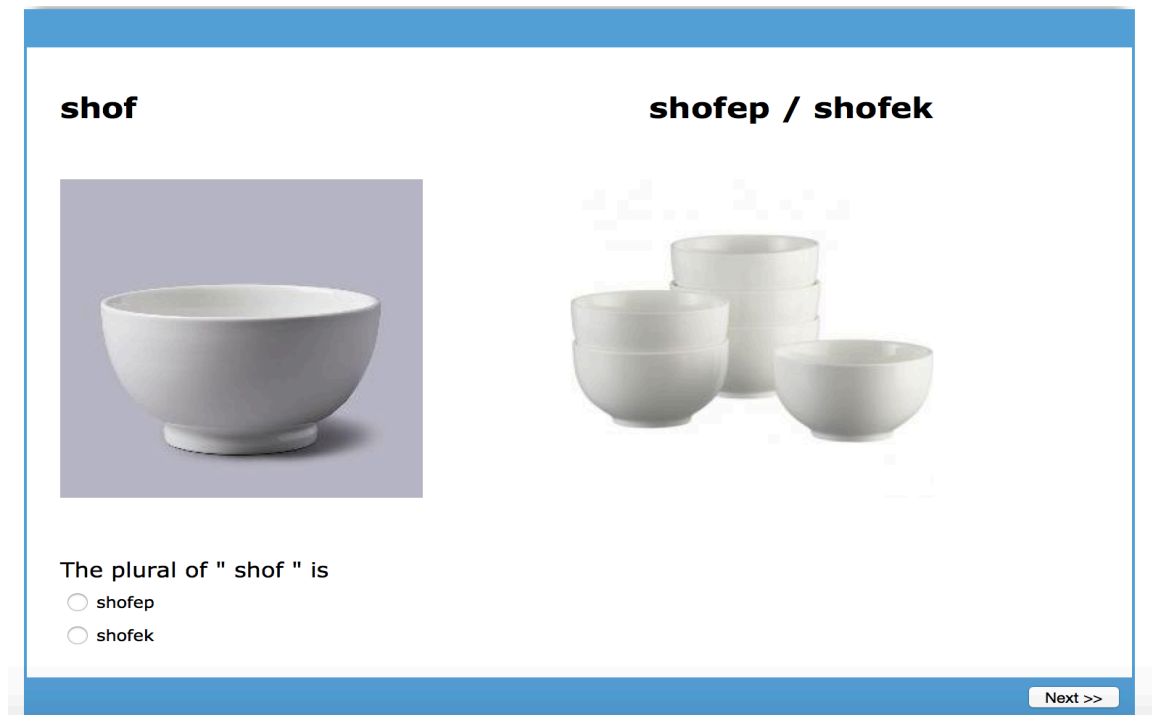 shof
shofep / shofek
The plural of " shof " is
shofep
shofek
Next >>